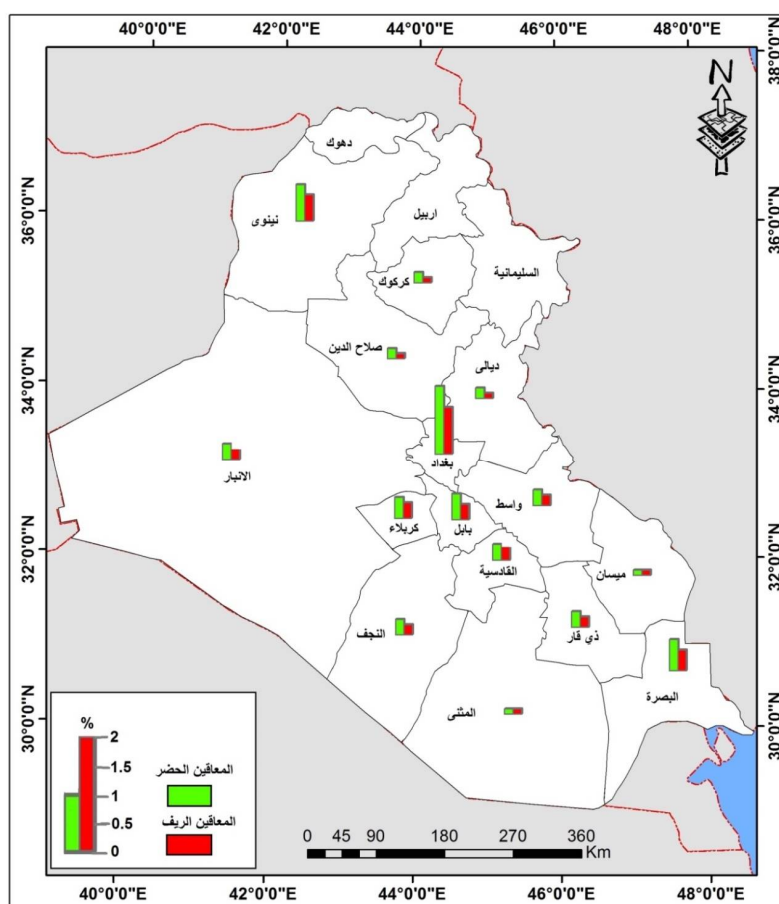 40°0'0"E 42°0'0"E 44°0'0"E 46°0'0"E 48°0'0"E
38°0'0"N
N
دهوك
نينوى
اربيل
36°0'0"N 36°0'0"N
السليمانية
كركوك
صلاح الدين
ديالى
34°0'0"N 34°0'0"N
بغداد
الانبار
واسط
كربلاء
بابل
32°0'0"N 32°0'0"N
القادسية
ميسان
النجف
ذي قار
البصرة
المثنى
30°0'0"N 30°0'0"N
%
2
1.5
1
0.5
0
المعاقين الحضر
المعاقين الريف
0 45 90 180 270 360
Km
40°0'0"E 42°0'0"E 44°0'0"E 46°0'0"E 48°0'0"E